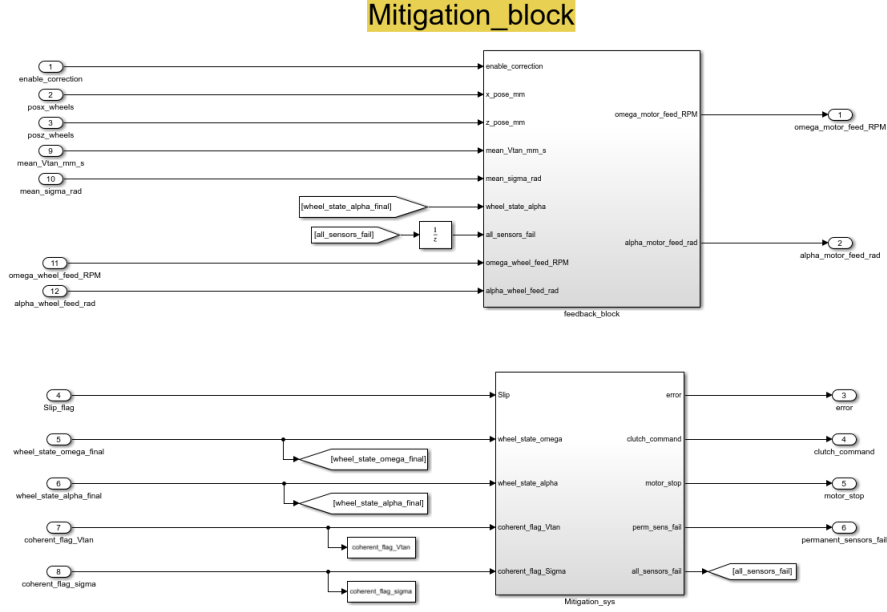 Mitigation_block
1
enable_correction
2
posx_wheels
3
posz_wheels
9
mean_Vtan_mm_s
10
mean_sigma_rad
[wheel_state_alpha_final]
[all_sensors_fail]
1
z
11
omega_wheel_feed_RPM
12
alpha_wheel_feed_rad
enable_correction
x_pose_mm
z_pose_mm
mean_Vtan_mm_s
mean_sigma_rad
wheel_state_alpha
all_sensors_fail
omega_wheel_feed_RPM
alpha_wheel_feed_rad
omega_motor_feed_RPM
alpha_motor_feed_rad
feedback_block
1
omega_motor_feed_RPM
2
alpha_motor_feed_rad
4
Slip_flag
5
wheel_state_omega_final
[wheel_state_omega_final]
6
wheel_state_alpha_final
[wheel_state_alpha_final]
7
coherent_flag_Vtan
coherent_flag_Vtan
8
coherent_flag_sigma
coherent_flag_sigma
Slip
wheel_state_omega
wheel_state_alpha
coherent_flag_Vtan
coherent_flag_Sigma
error
clutch_command
motor_stop
perm_sens_fail
all_sensors_fail
Mitigation_sys
3
error
4
clutch_command
5
motor_stop
6
permanent_sensors_fail
[all_sensors_fail]